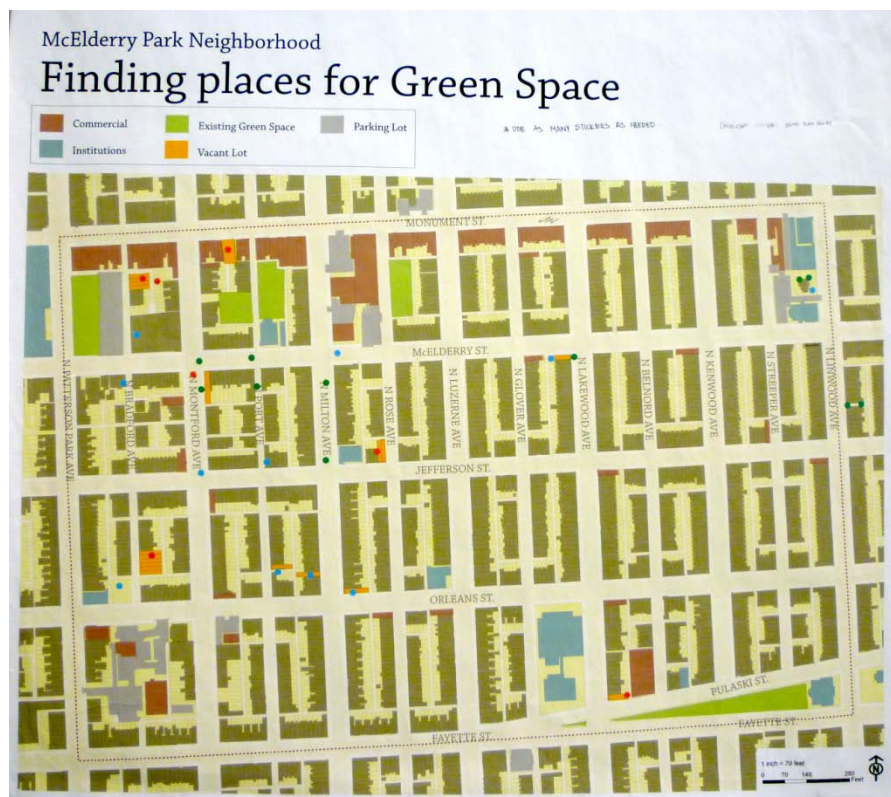 McElderry Park Neighborhood
Finding places for Green Space
Commercial
Existing Green Space
Parking Lot
Institutions
Vacant Lot
* USE AS MANY STICKERS AS NEEDED
MONUMENT ST.
McELDERRY ST.
N PATTERSON PARK AVE
N BRADFORD AVE
N MONTFORD AVE
N PORT AVE
N MILTON AVE
N ROSE AVE
N LUZERNE AVE
N GLOVER AVE
N LAKEWOOD AVE
N BELNORD AVE
N KENWOOD AVE
N STREEPER AVE
N LINWOOD AVE
JEFFERSON ST.
ORLEANS ST.
PULASKI ST.
FAYETTE ST.
FAYETTE ST.
1 inch = 70 feet
0 70 140 280
Feet
N